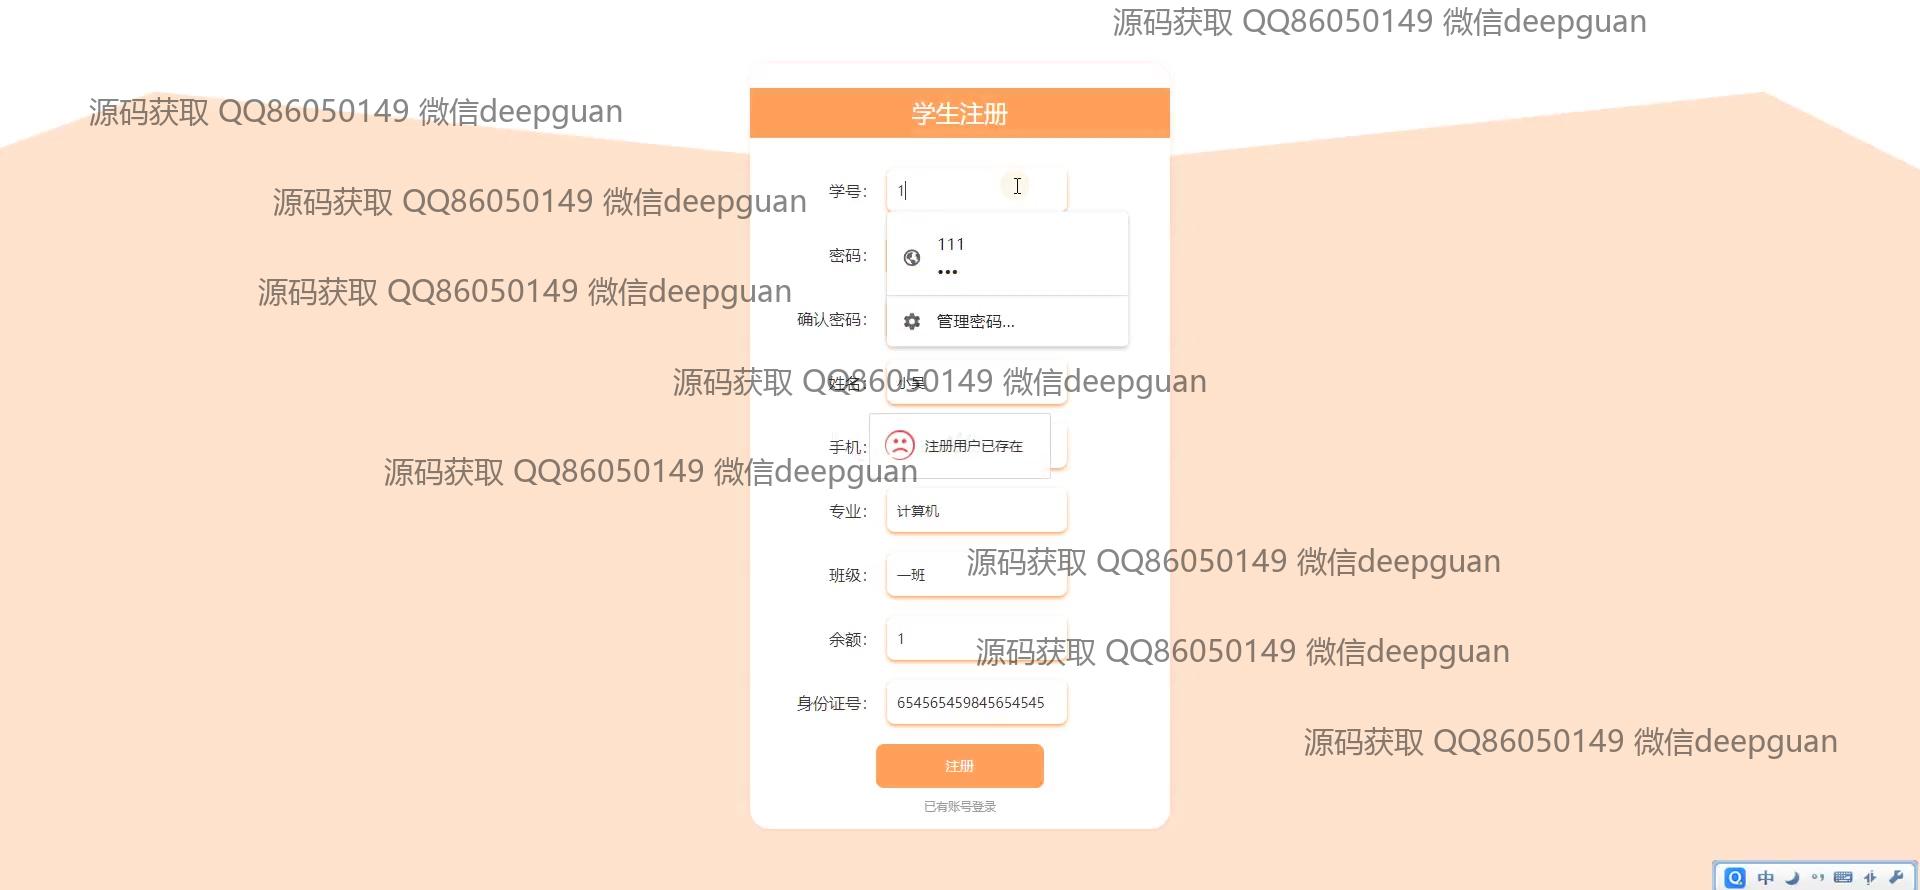 源码获取 QQ86050149 微信deepguan
源码获取 QQ86050149 微信deepguan
学生注册
学号： 1
源码获取 QQ86050149 微信deepguan
111
密码：
•••
源码获取 QQ86050149 微信deepguan
确认密码：
管理密码...
姓名： 小吴
源码获取 QQ86050149 微信deepguan
手机：
注册用户已存在
源码获取 QQ86050149 微信deepguan
专业： 计算机
源码获取 QQ86050149 微信deepguan
班级： 一班
余额： 1
源码获取 QQ86050149 微信deepguan
身份证号： 654565459845654545
源码获取 QQ86050149 微信deepguan
注册
已有账号登录
中